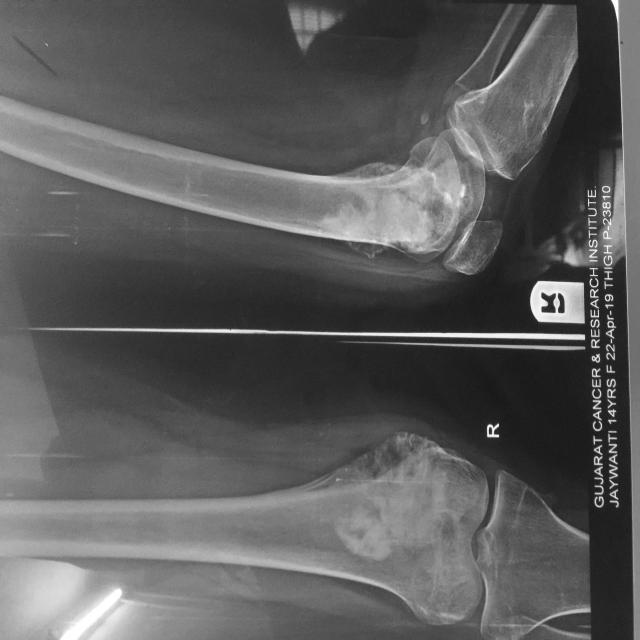 GUJARAT CANCER & RESEARCH INSTITUTE.
JAYWANTI 14YRS F 22-Apr-19 THIGH P-23810
R
R